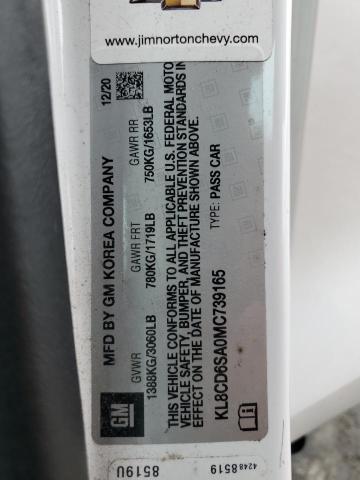 www.jimnortonchevy.com
MFD BY GM KOREA COMPANY 12/20
GVWR GAWR FRT GAWR RR
1388KG/3060LB 780KG/1719LB 750KG/1653LB
THIS VEHICLE CONFORMS TO ALL APPLICABLE U.S. FEDERAL MOTO
VEHICLE SAFETY, BUMPER, AND THEFT PREVENTION STANDARDS IN
EFFECT ON THE DATE OF MANUFACTURE SHOWN ABOVE.
KL8CD6SA0MC739165 TYPE: PASS CAR
GM
4248 8519
8519U